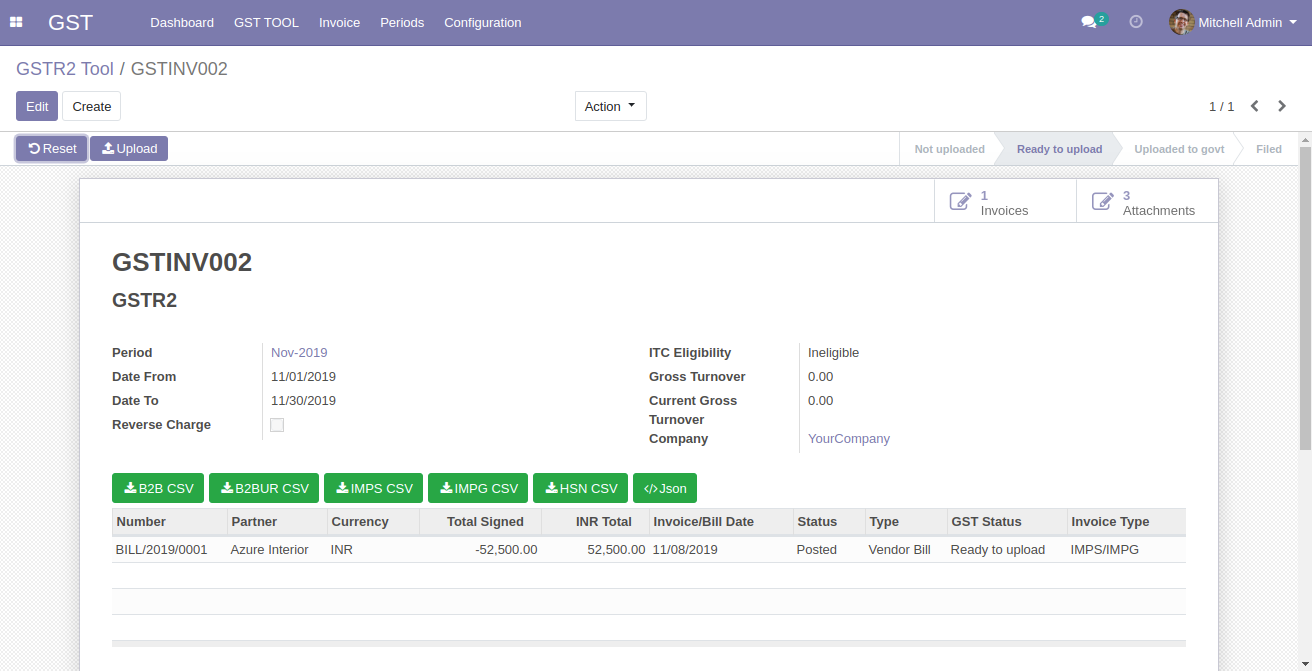 GST Dashboard GST TOOL Invoice Periods Configuration 2 Mitchell Admin
GSTR2 Tool / GSTINV002
Edit Create Action 1 / 1
Reset Upload Not uploaded Ready to upload Uploaded to govt Filed
1 Invoices 3 Attachments
GSTINV002
GSTR2
Period Nov-2019 ITC Eligibility Ineligible
Date From 11/01/2019 Gross Turnover 0.00
Date To 11/30/2019 Current Gross Turnover 0.00
Reverse Charge
Company YourCompany
B2B CSV B2BUR CSV IMPS CSV IMPG CSV HSN CSV </>Json
Number Partner Currency Total Signed INR Total Invoice/Bill Date Status Type GST Status Invoice Type
BILL/2019/0001 Azure Interior INR -52,500.00 52,500.00 11/08/2019 Posted Vendor Bill Ready to upload IMPS/IMPG